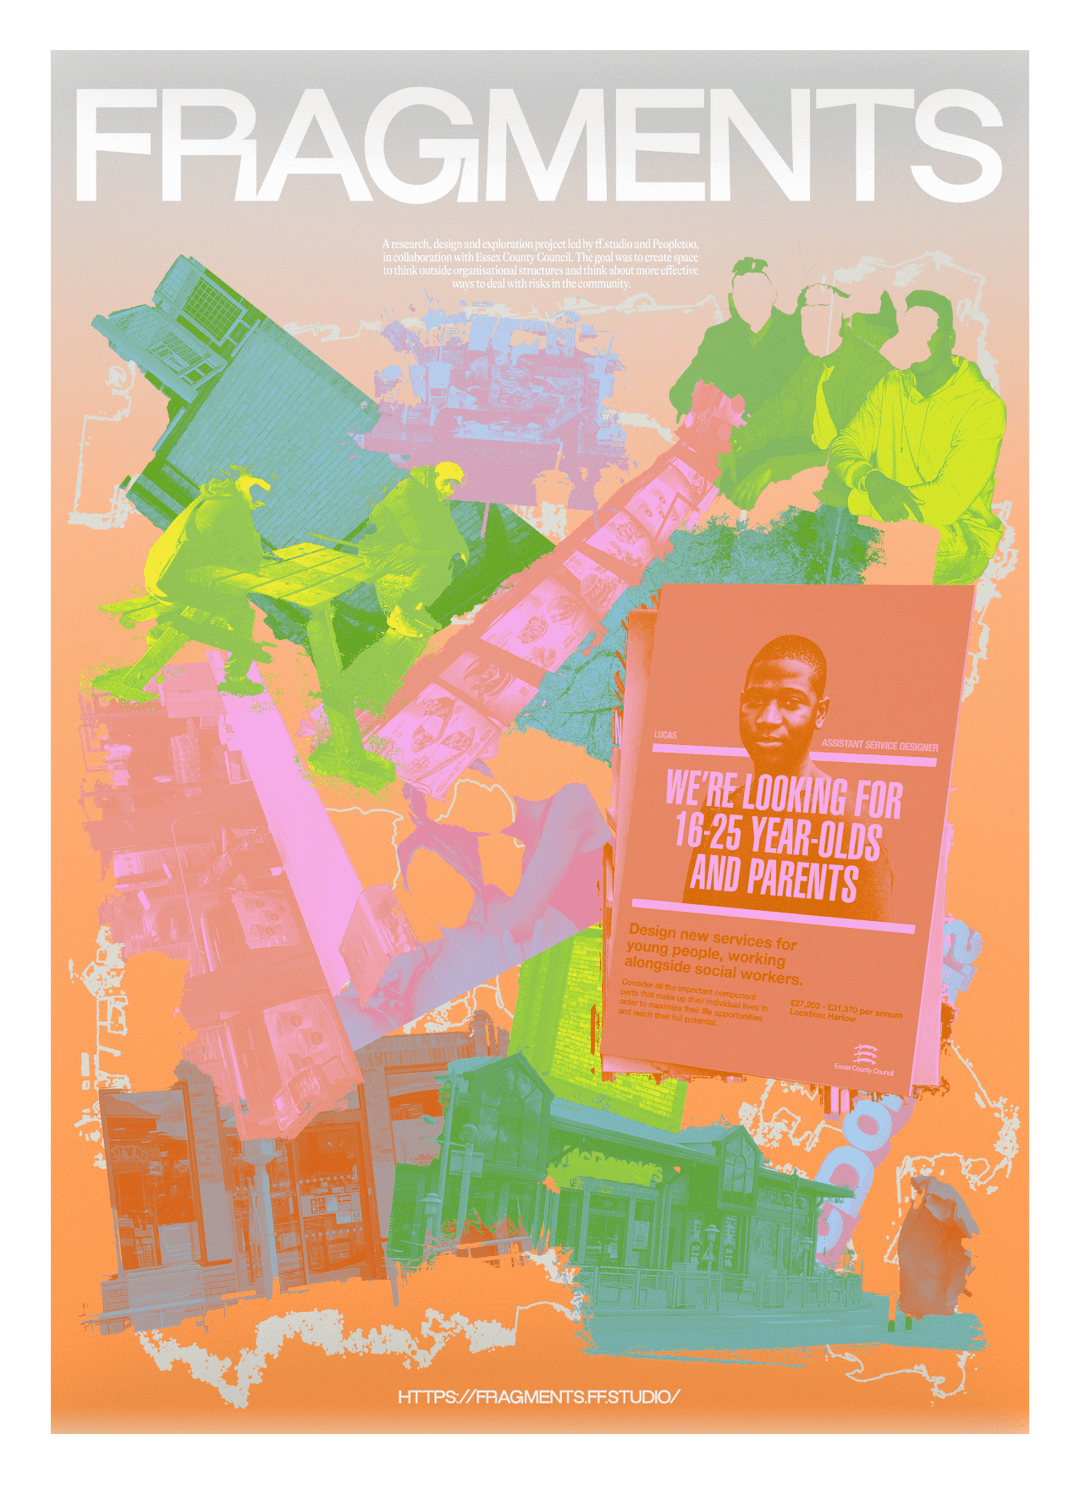 FRAGMENTS
A research, design and exploration project led by ff.studio and Peopletoo,
in collaboration with Essex County Council. The goal was to create space
to think outside organisational structures and think about more effective
ways to deal with risks in the community.
LUCAS
ASSISTANT SERVICE DESIGNER
WE'RE LOOKING FOR
16-25 YEAR-OLDS
AND PARENTS
Design new services for
young people, working
alongside social workers.
Consider all the important component
parts that make up their individual lives in
order to maximize their life opportunities
and reach their full potential.
£27,203 - £31,370 per annum
Location: Harlow
Essex County Council
HTTPS://FRAGMENTS.FF.STUDIO/